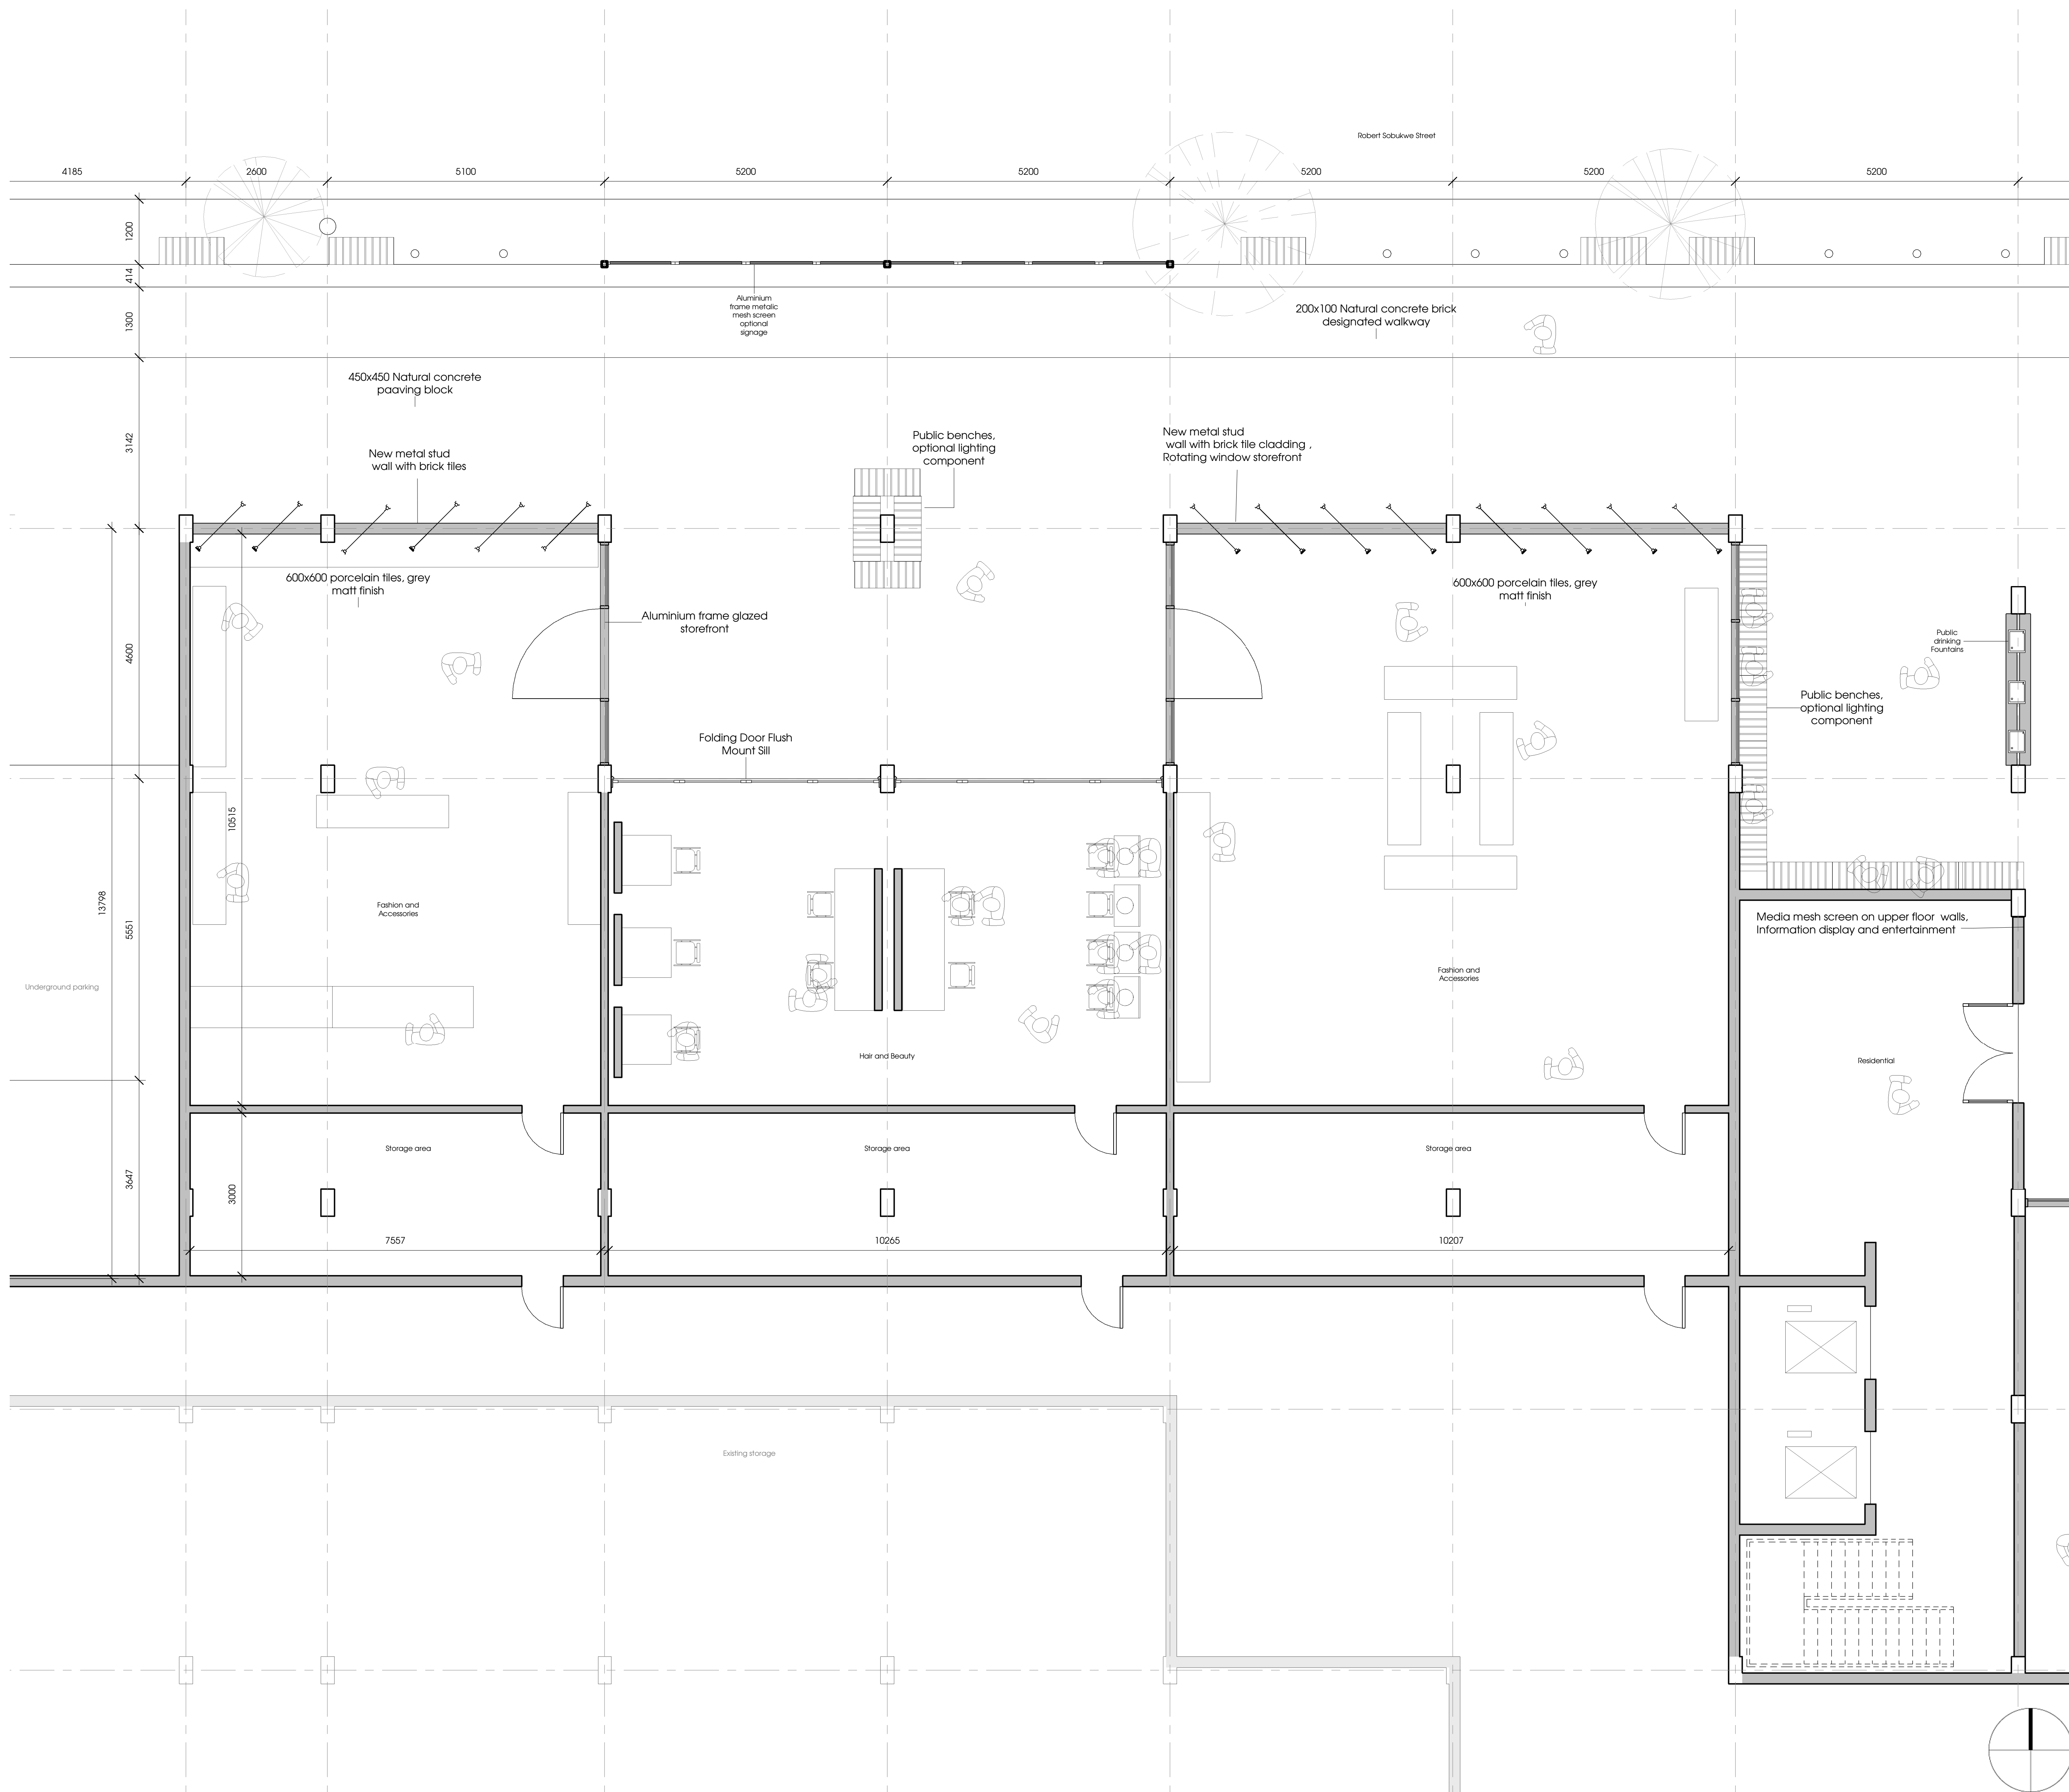 Robert Sobukwe Street
4185
2600
5100
5200
5200
5200
5200
5200
1200
414
1300
3142
4600
5551
3647
13798
10515
3000
Aluminium
frame metalic
mesh screen
optional
signage
200x100 Natural concrete brick
designated walkway
450x450 Natural concrete
paaving block
New metal stud
wall with brick tiles
Public benches,
optional lighting
component
New metal stud
wall with brick tile cladding ,
Rotating window storefront
600x600 porcelain tiles, grey
matt finish
600x600 porcelain tiles, grey
matt finish
Aluminium frame glazed
storefront
Public
drinking
Fountains
Public benches,
optional lighting
component
Folding Door Flush
Mount Sill
Fashion and
Accessories
Media mesh screen on upper floor walls,
Information display and entertainment
Fashion and
Accessories
Underground parking
Hair and Beauty
Residential
Storage area
Storage area
Storage area
7557
10265
10207
Existing storage